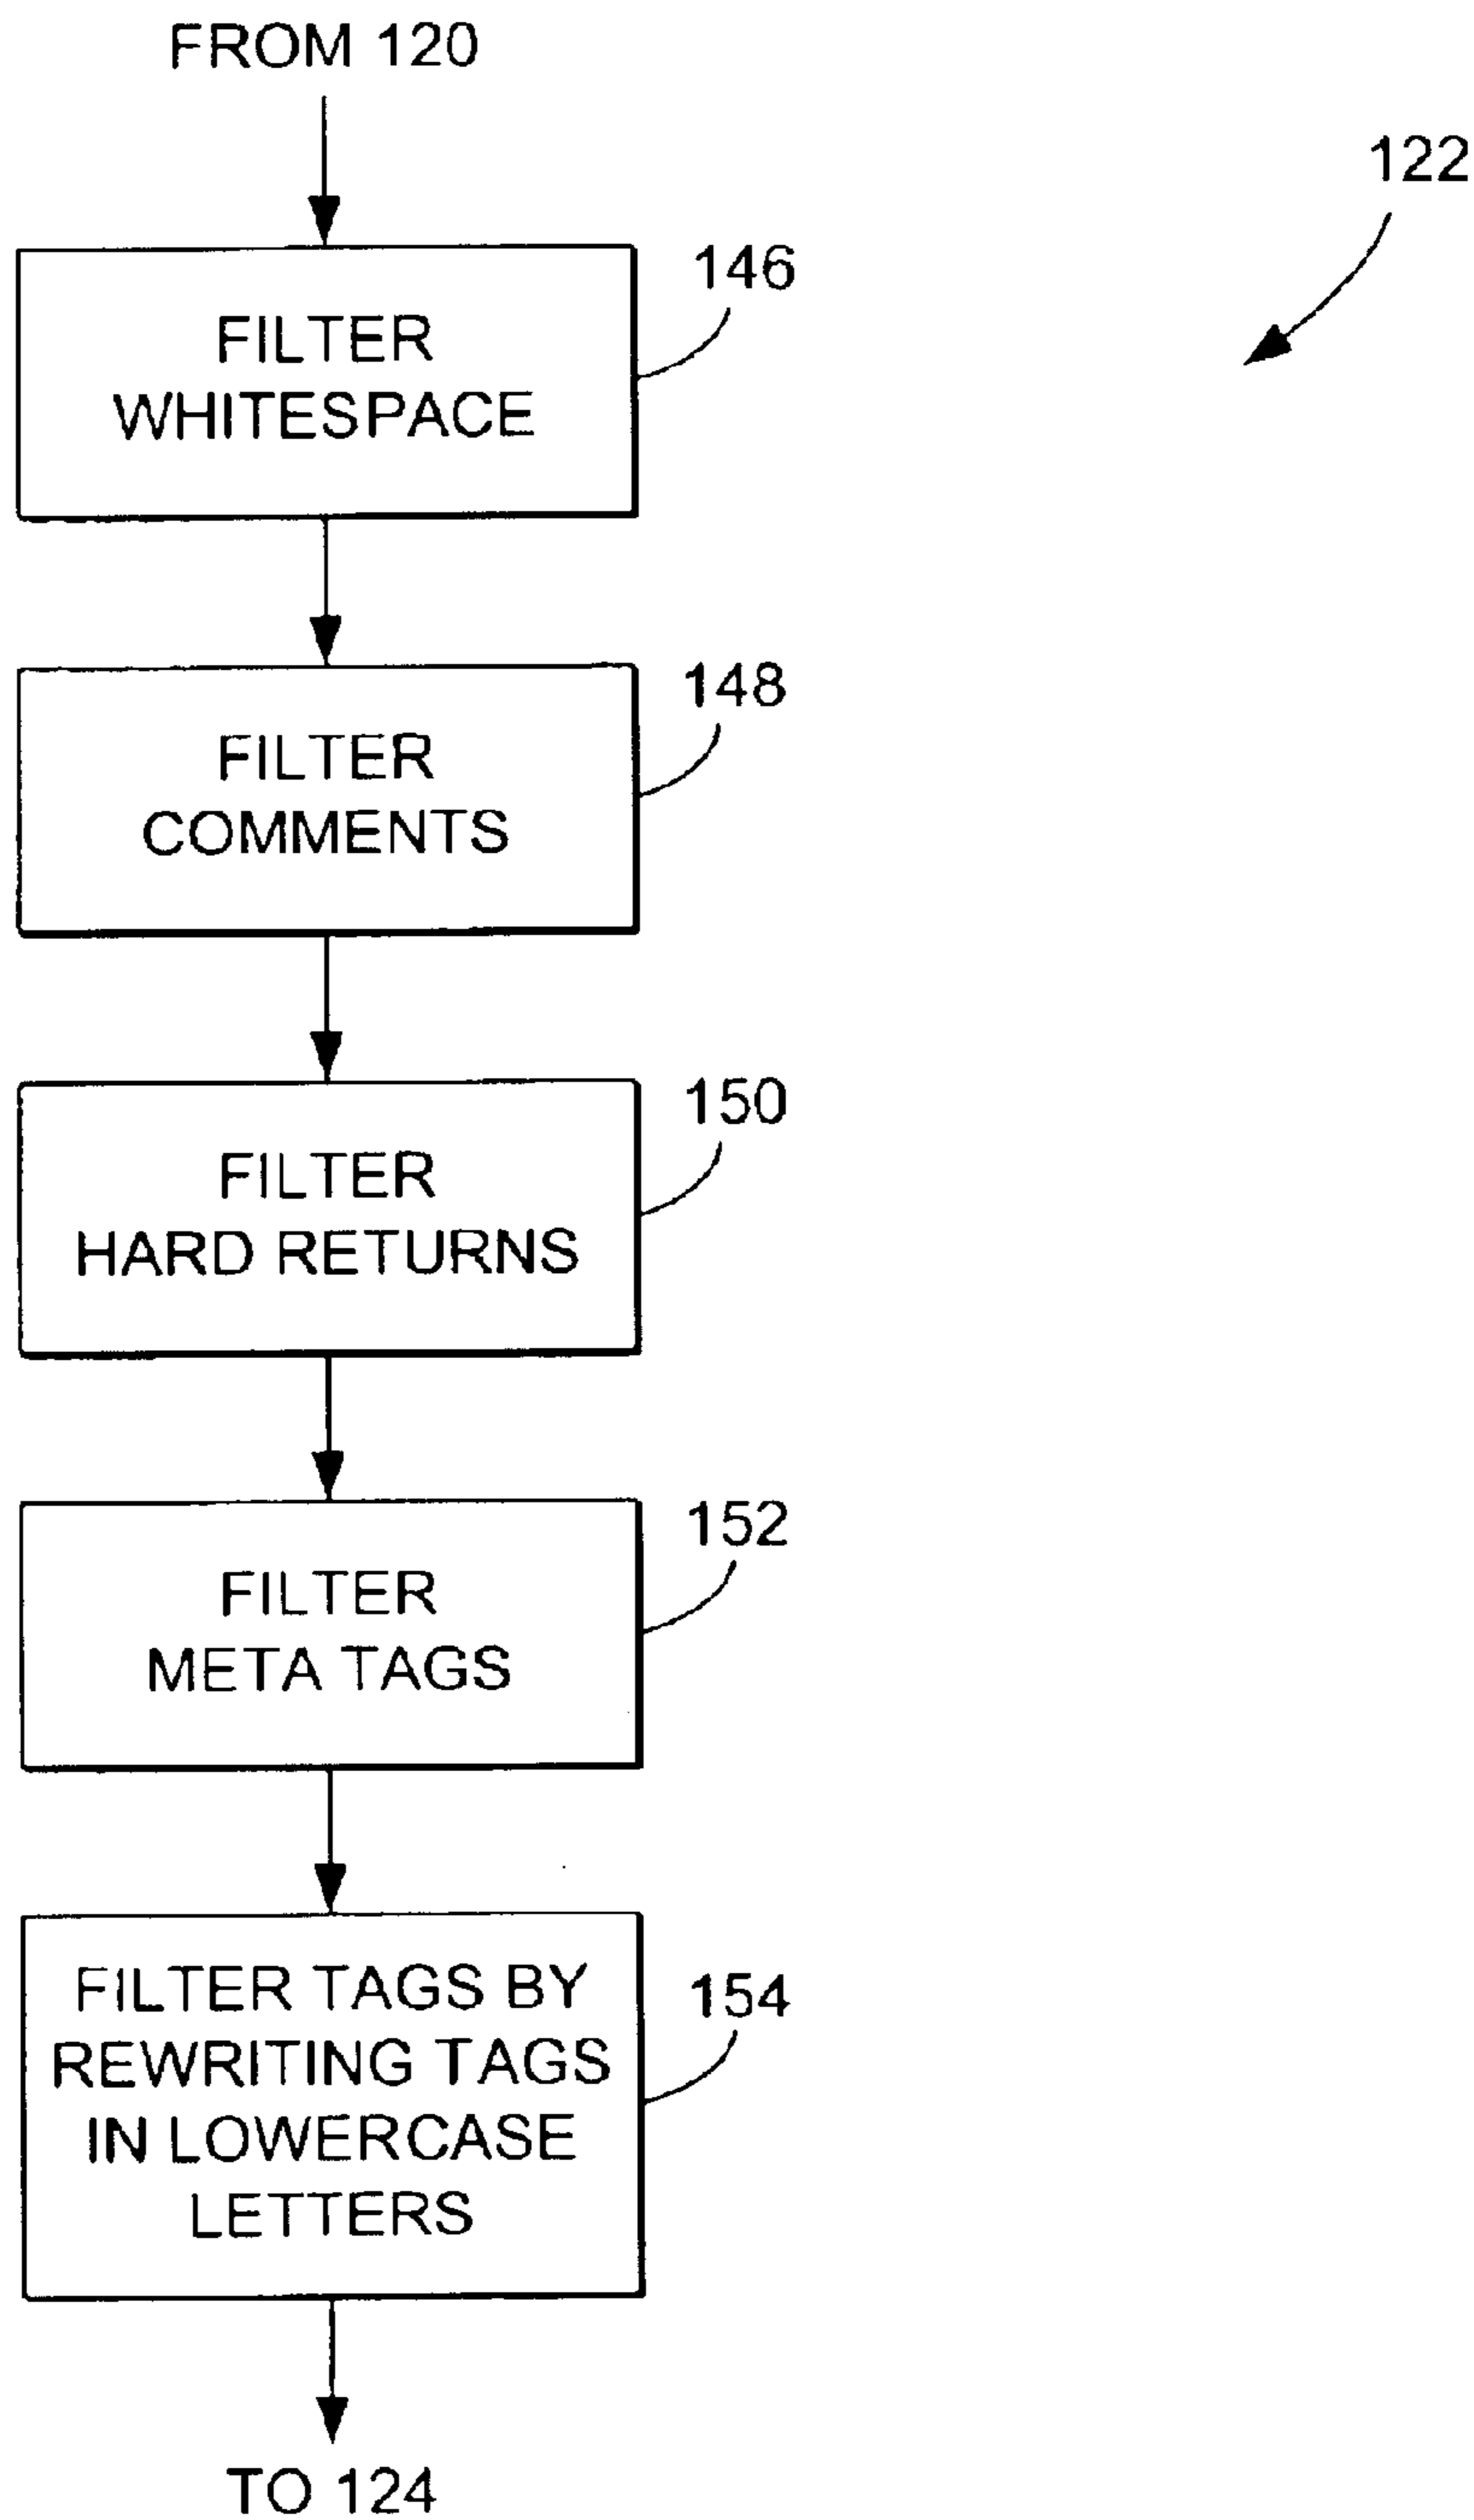 FROM 120
122
146
FILTER
WHITESPACE
148
FILTER
COMMENTS
150
FILTER
HARD RETURNS
152
FILTER
META TAGS
154
FILTER TAGS BY
REWRITING TAGS
IN LOWERCASE
LETTERS
TO 124